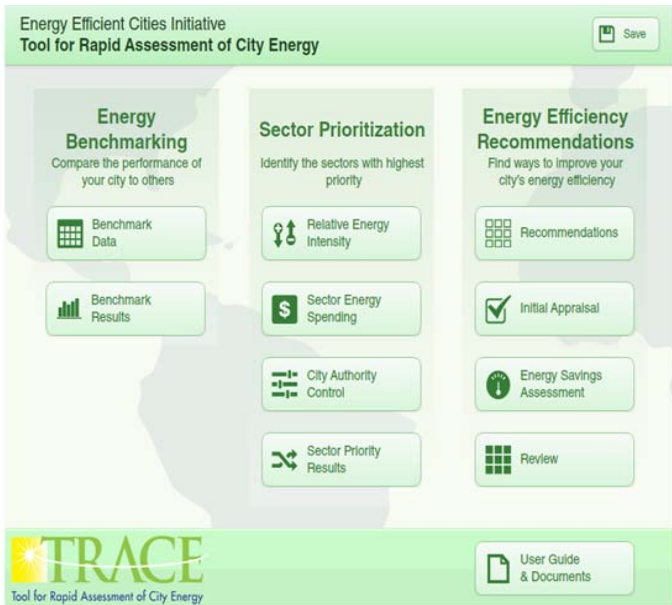 Energy Efficient Cities Initiative
Tool for Rapid Assessment of City Energy
Save
Energy
Benchmarking
Compare the performance of
your city to others
Benchmark
Data
Benchmark
Results
Sector Prioritization
Identify the sectors with highest
priority
Relative Energy
Intensity
$
Sector Energy
Spending
City Authority
Control
Sector Priority
Results
Energy Efficiency
Recommendations
Find ways to improve your
city's energy efficiency
Recommendations
Initial Appraisal
Energy Savings
Assessment
Review
TRACE
Tool for Rapid Assessment of City Energy
User Guide
& Documents